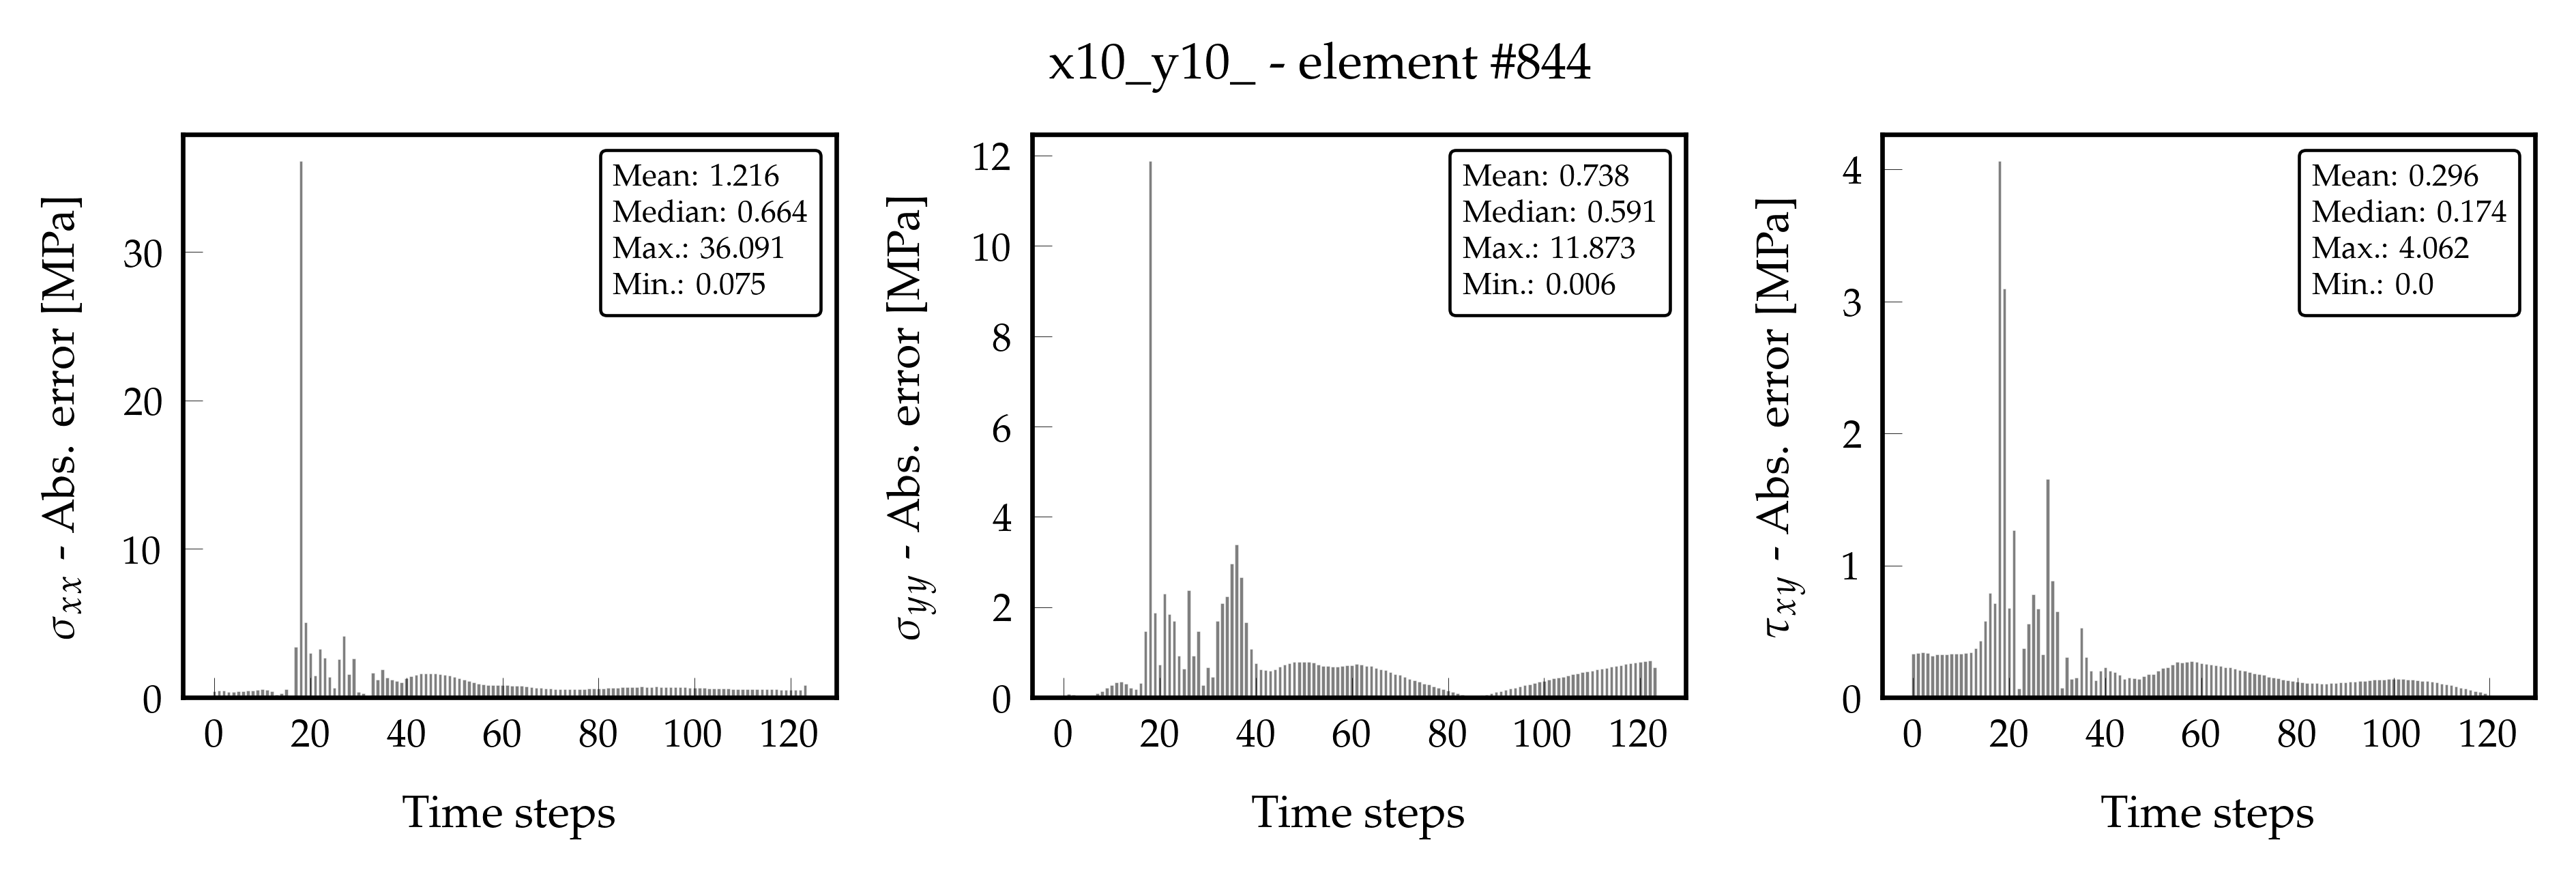 x10_y10_ - element #844
σxx - Abs. error [MPa]
30
20
10
0
Mean: 1.216
Median: 0.664
Max.: 36.091
Min.: 0.075
0 20 40 60 80 100 120
Time steps
σyy - Abs. error [MPa]
12
10
8
6
4
2
0
Mean: 0.738
Median: 0.591
Max.: 11.873
Min.: 0.006
0 20 40 60 80 100 120
Time steps
τxy - Abs. error [MPa]
4
3
2
1
0
Mean: 0.296
Median: 0.174
Max.: 4.062
Min.: 0.0
0 20 40 60 80 100 120
Time steps